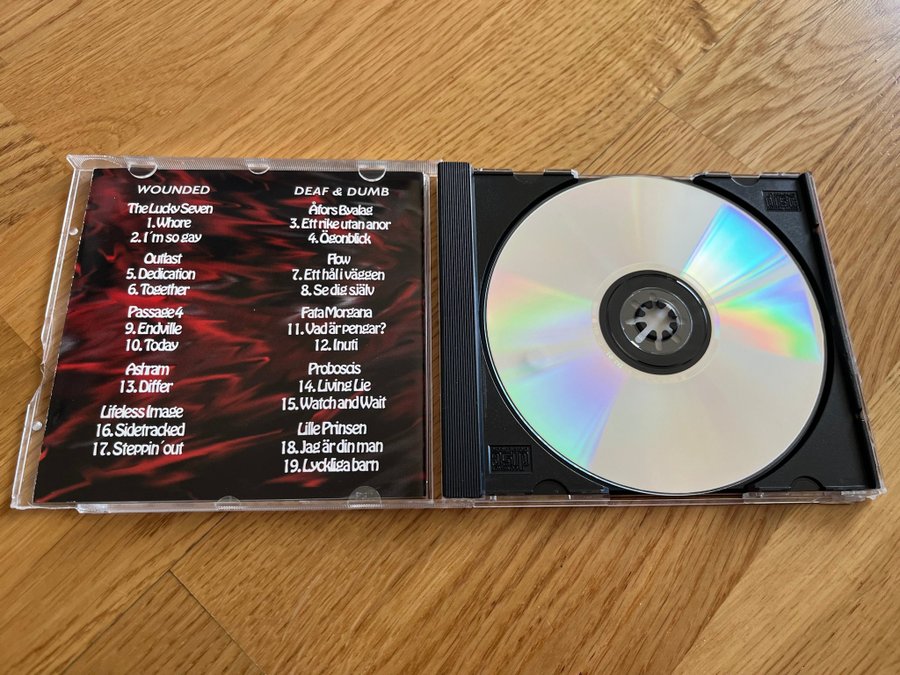 WOUNDED
The Lucky Seven
1. Whore
2. I´m so gay
Outlast
5. Dedication
6. Together
Passage 4
9. Endville
10. Today
Ashram
13. Differ
Lifeless Image
16. Sidetracked
17. Steppin´out
DEAF & DUMB
Åfors Byalag
3. Ett rike utan anor
4. Ögonblick
Flow
7. Ett hål i väggen
8. Se dig själv
Fata Morgana
11. Vad är pengar?
12. Inuti
Proboscis
14. Living Lie
15. Watch and Wait
Lille Prinsen
18. Jag är din man
19. Lyckliga barn